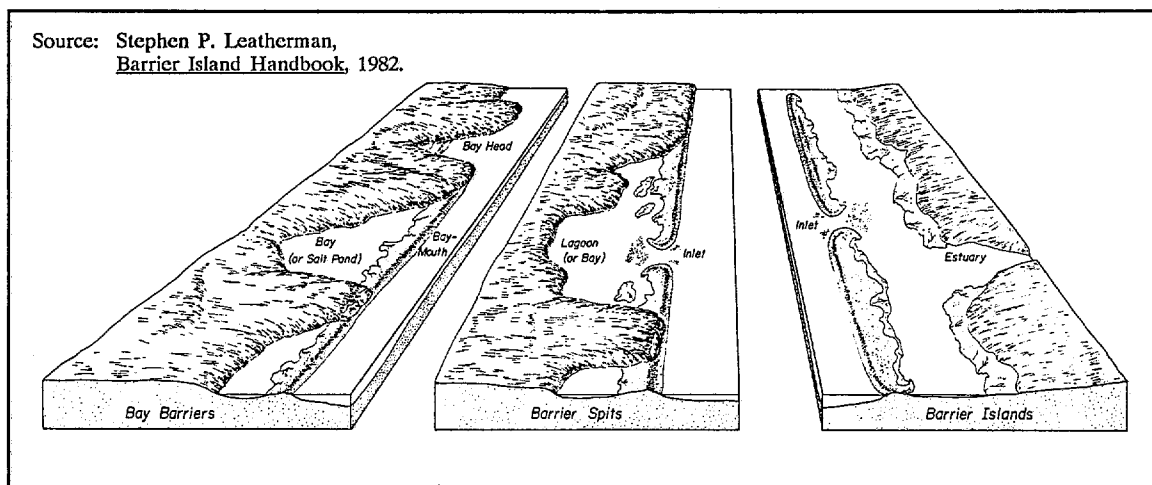 Source: Stephen P. Leatherman,
Barrier Island Handbook, 1982.
Bay Head
Bay
(or Salt Pond)
Bay-
Mouth
Bay Barriers
Lagoon
(or Bay)
Inlet
Barrier Spits
Inlet
Estuary
Barrier Islands